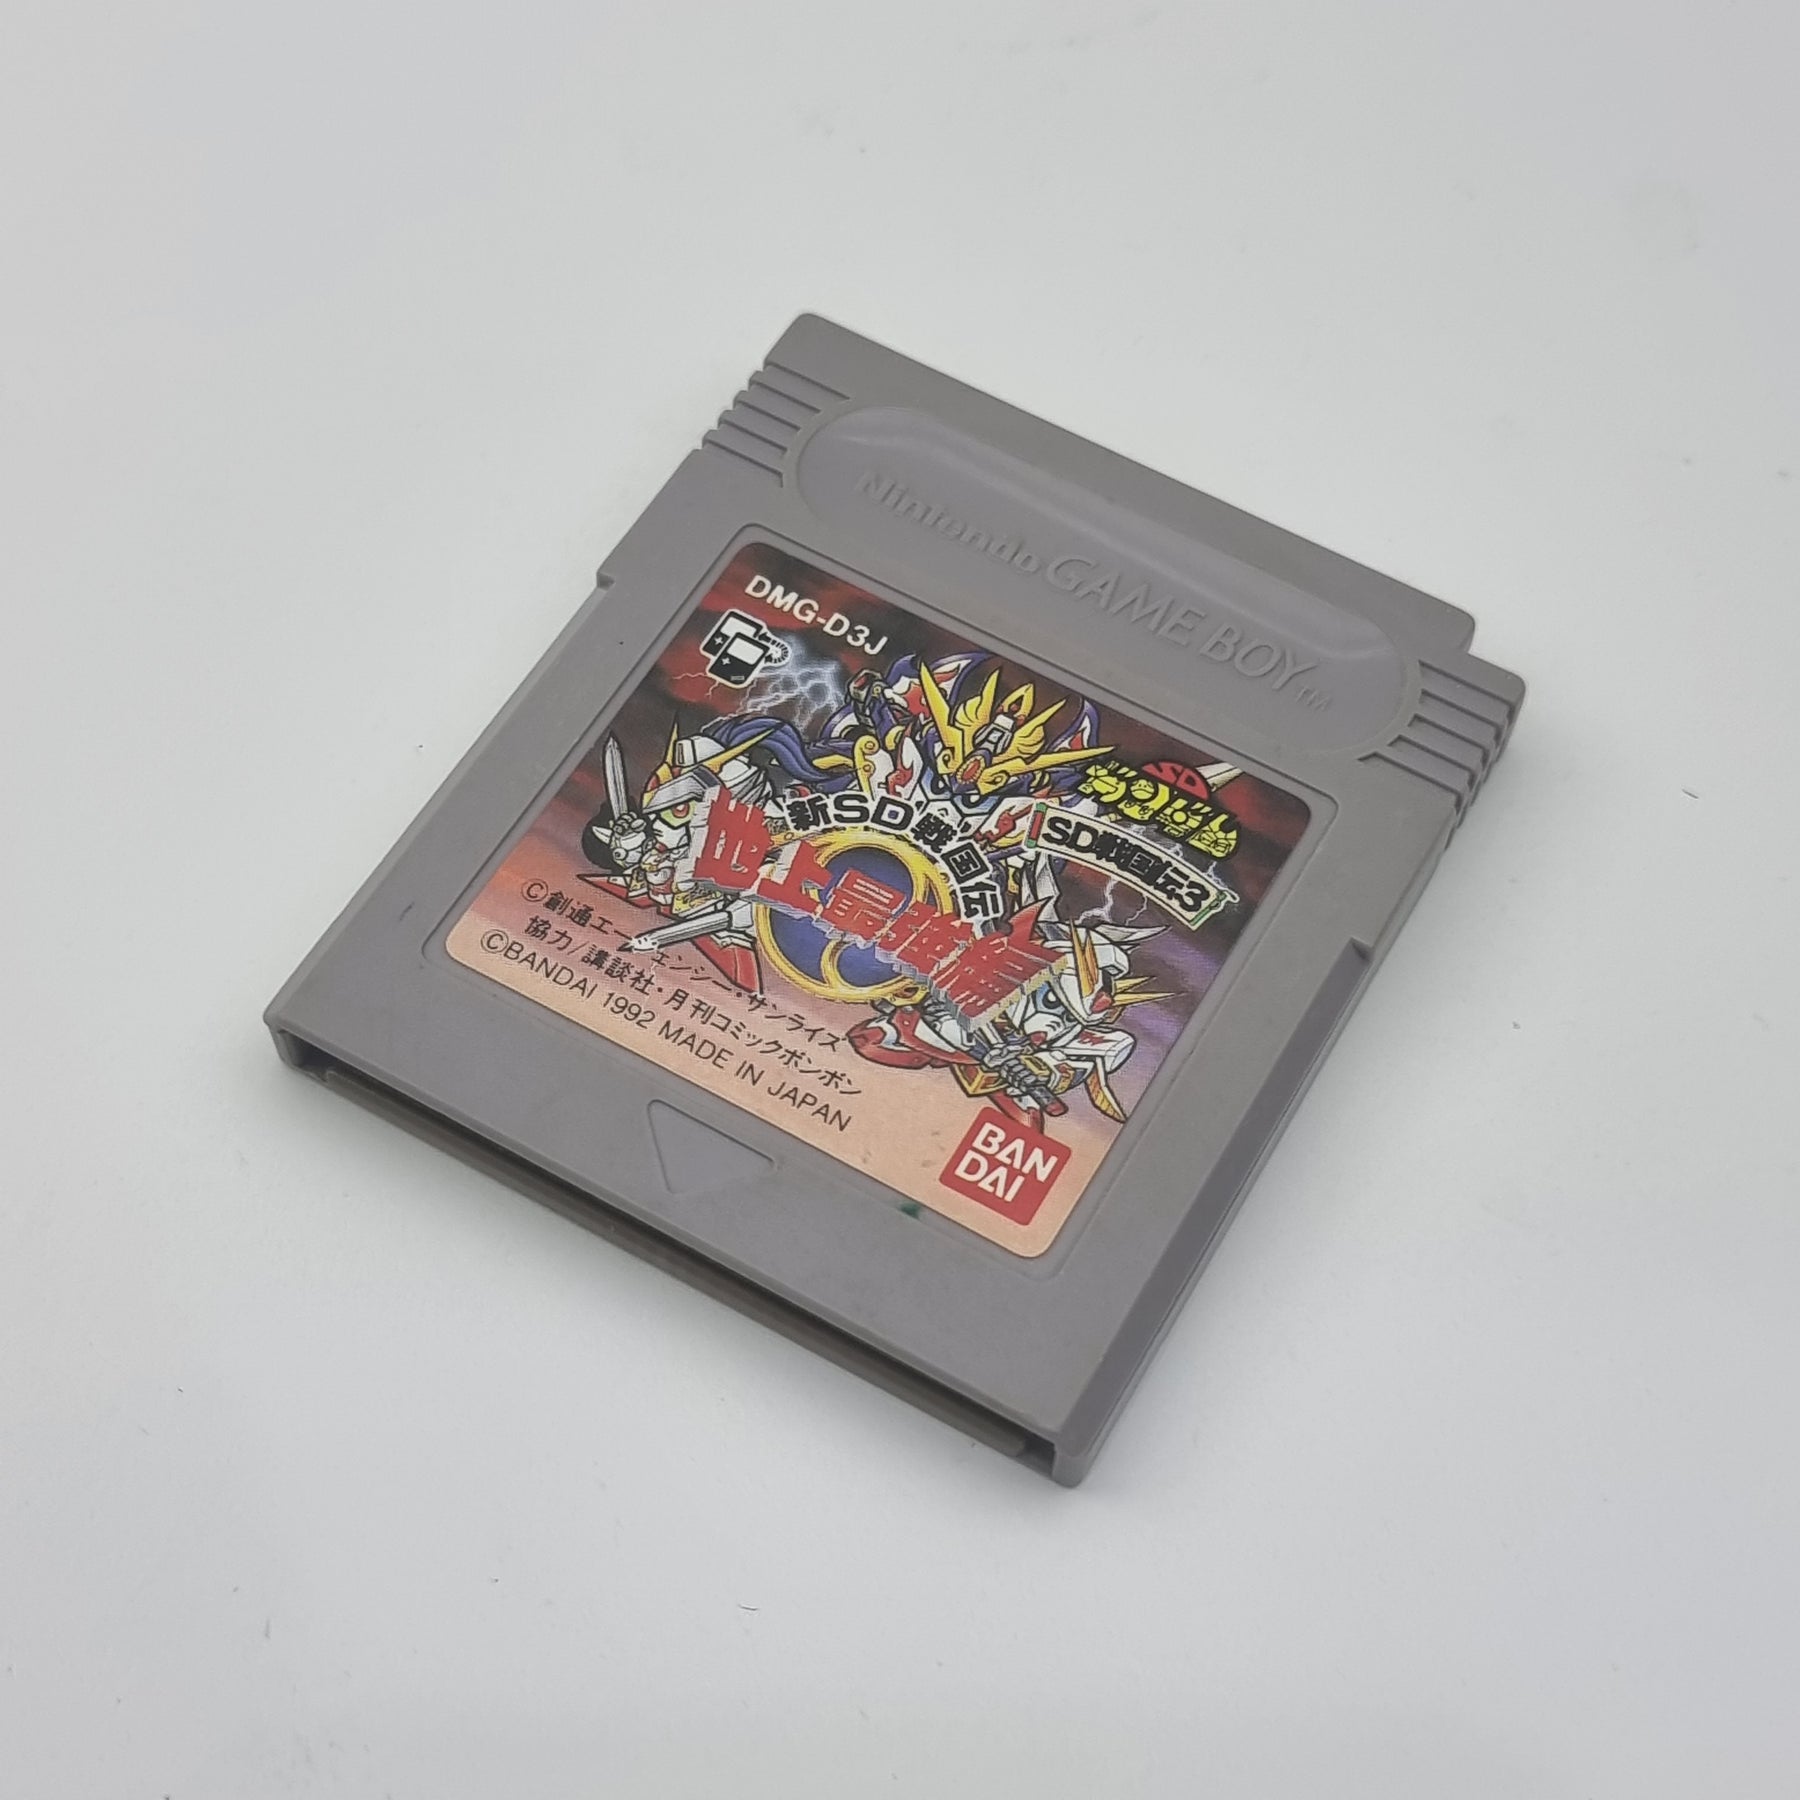 Nintendo GAME BOY TM
DMG-D3J
SD
SD戦国伝3
新SD戦国伝
地上最強編
©創通エージェンシー・サンライズ
協力/講談社・月刊コミックボンボン
©BANDAI 1992 MADE IN JAPAN
BAN
DAI